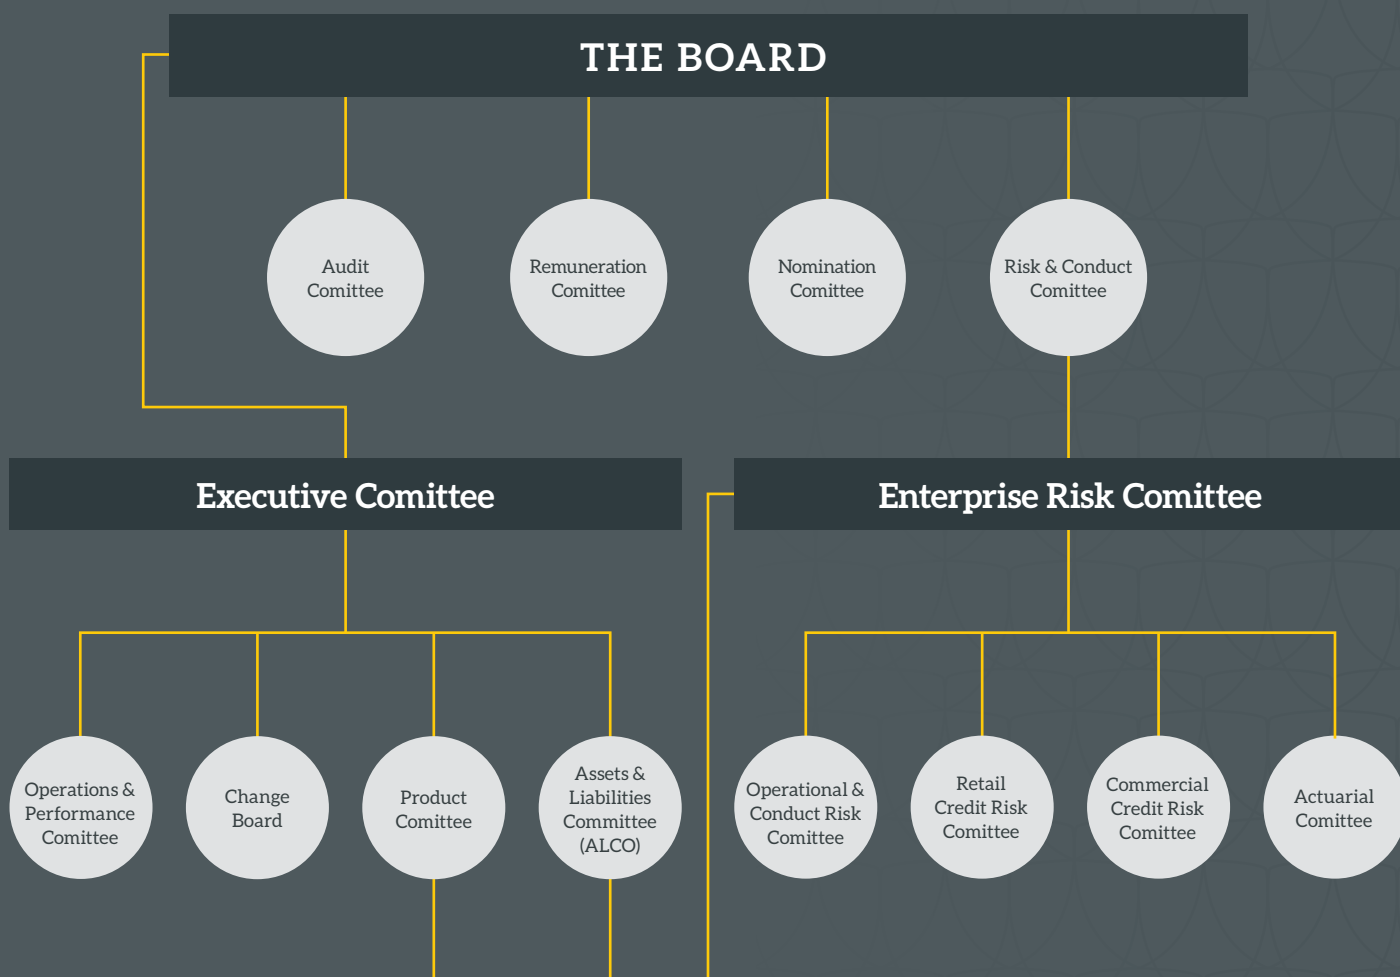 THE BOARD
Audit
Comittee
Remuneration
Comittee
Nomination
Comittee
Risk & Conduct
Comittee
Executive Comittee
Enterprise Risk Comittee
Operations &
Performance
Comittee
Change
Board
Product
Comittee
Assets &
Liabilities
Committee
(ALCO)
Operational &
Conduct Risk
Comittee
Retail
Credit Risk
Comittee
Commercial
Credit Risk
Comittee
Actuarial
Comittee